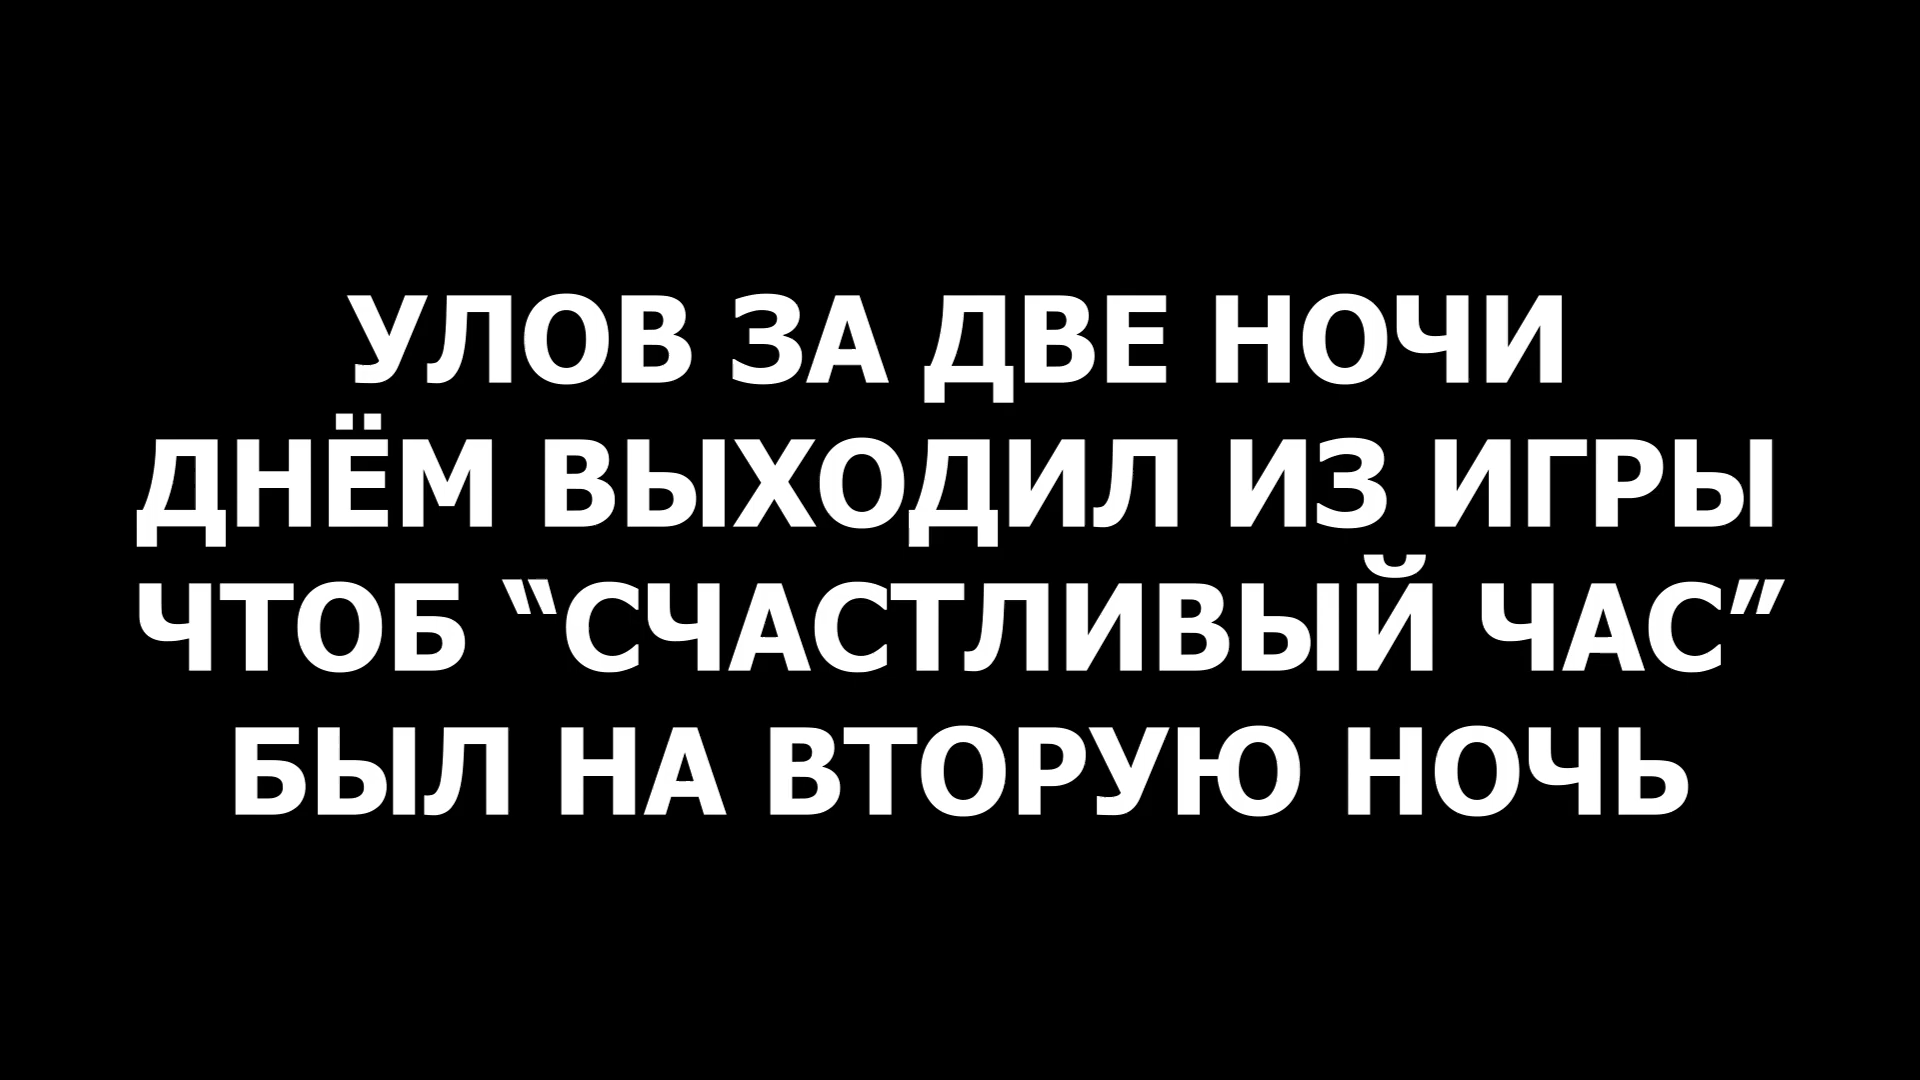 УЛОВ ЗА ДВЕ НОЧИ
ДНЁМ ВЫХОДИЛ ИЗ ИГРЫ
ЧТОБ “СЧАСТЛИВЫЙ ЧАС”
БЫЛ НА ВТОРУЮ НОЧЬ